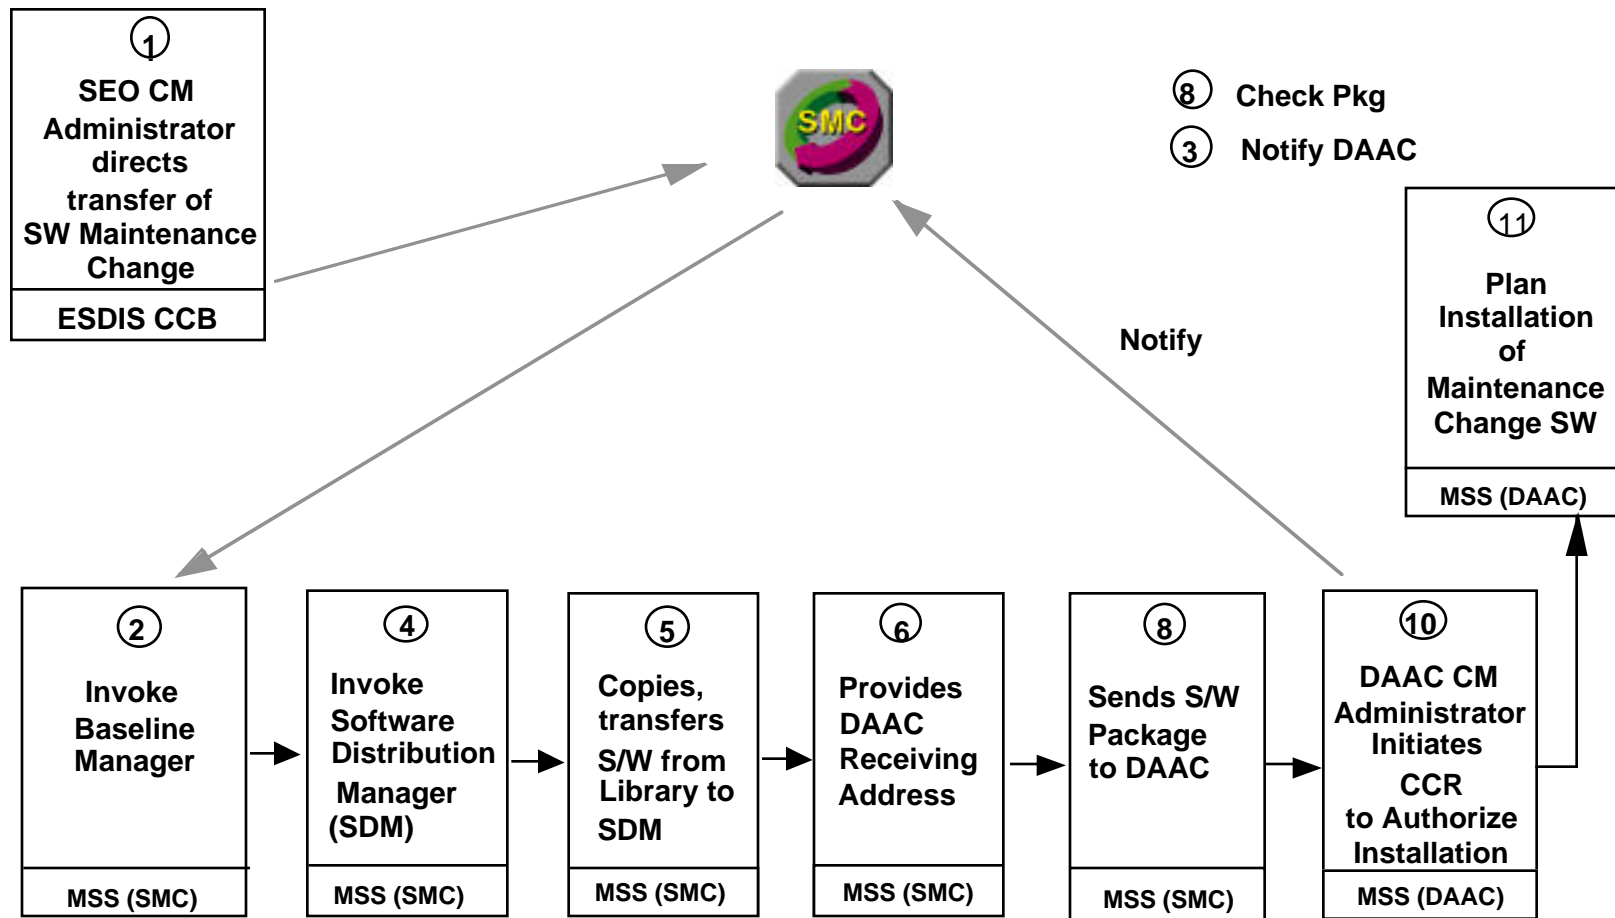 1
SEO CM
Administrator
directs
transfer of
SW Maintenance
Change
ESDIS CCB
SMC
8 Check Pkg
3 Notify DAAC
11
Plan
Installation
of
Maintenance
Change SW
MSS (DAAC)
Notify
2
Invoke
Baseline
Manager
MSS (SMC)
4
Invoke
Software
Distribution
Manager
(SDM)
MSS (SMC)
5
Copies,
transfers
S/W from
Library to
SDM
MSS (SMC)
6
Provides
DAAC
Receiving
Address
MSS (SMC)
8
Sends S/W
Package
to DAAC
MSS (SMC)
10
DAAC CM
Administrator
Initiates
CCR
to Authorize
Installation
MSS (DAAC)